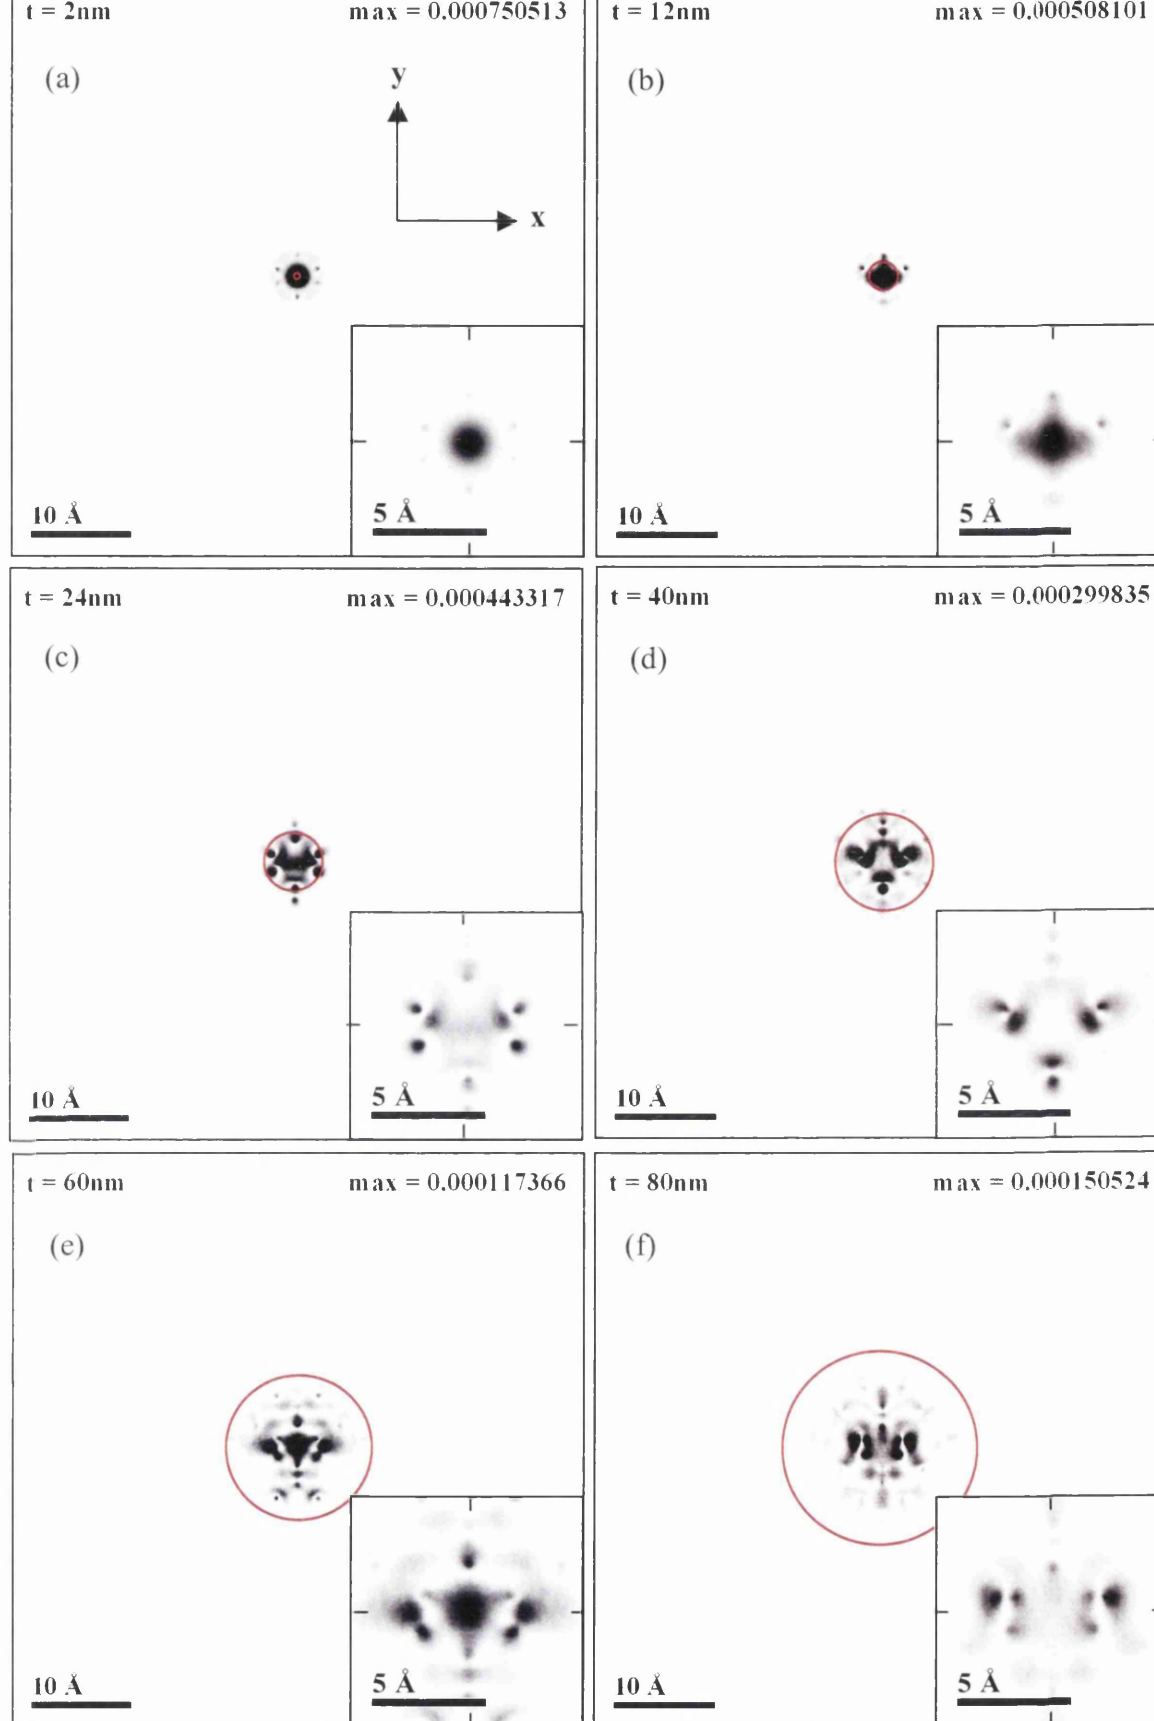 t = 2nm max = 0.000750513
(a)
y
x
10 Å
5 Å
t = 12nm max = 0.000508101
(b)
10 Å
5 Å
t = 24nm max = 0.000443317
(c)
10 Å
5 Å
t = 40nm max = 0.000299835
(d)
10 Å
5 Å
t = 60nm max = 0.000117366
(e)
10 Å
5 Å
t = 80nm max = 0.000150524
(f)
10 Å
5 Å